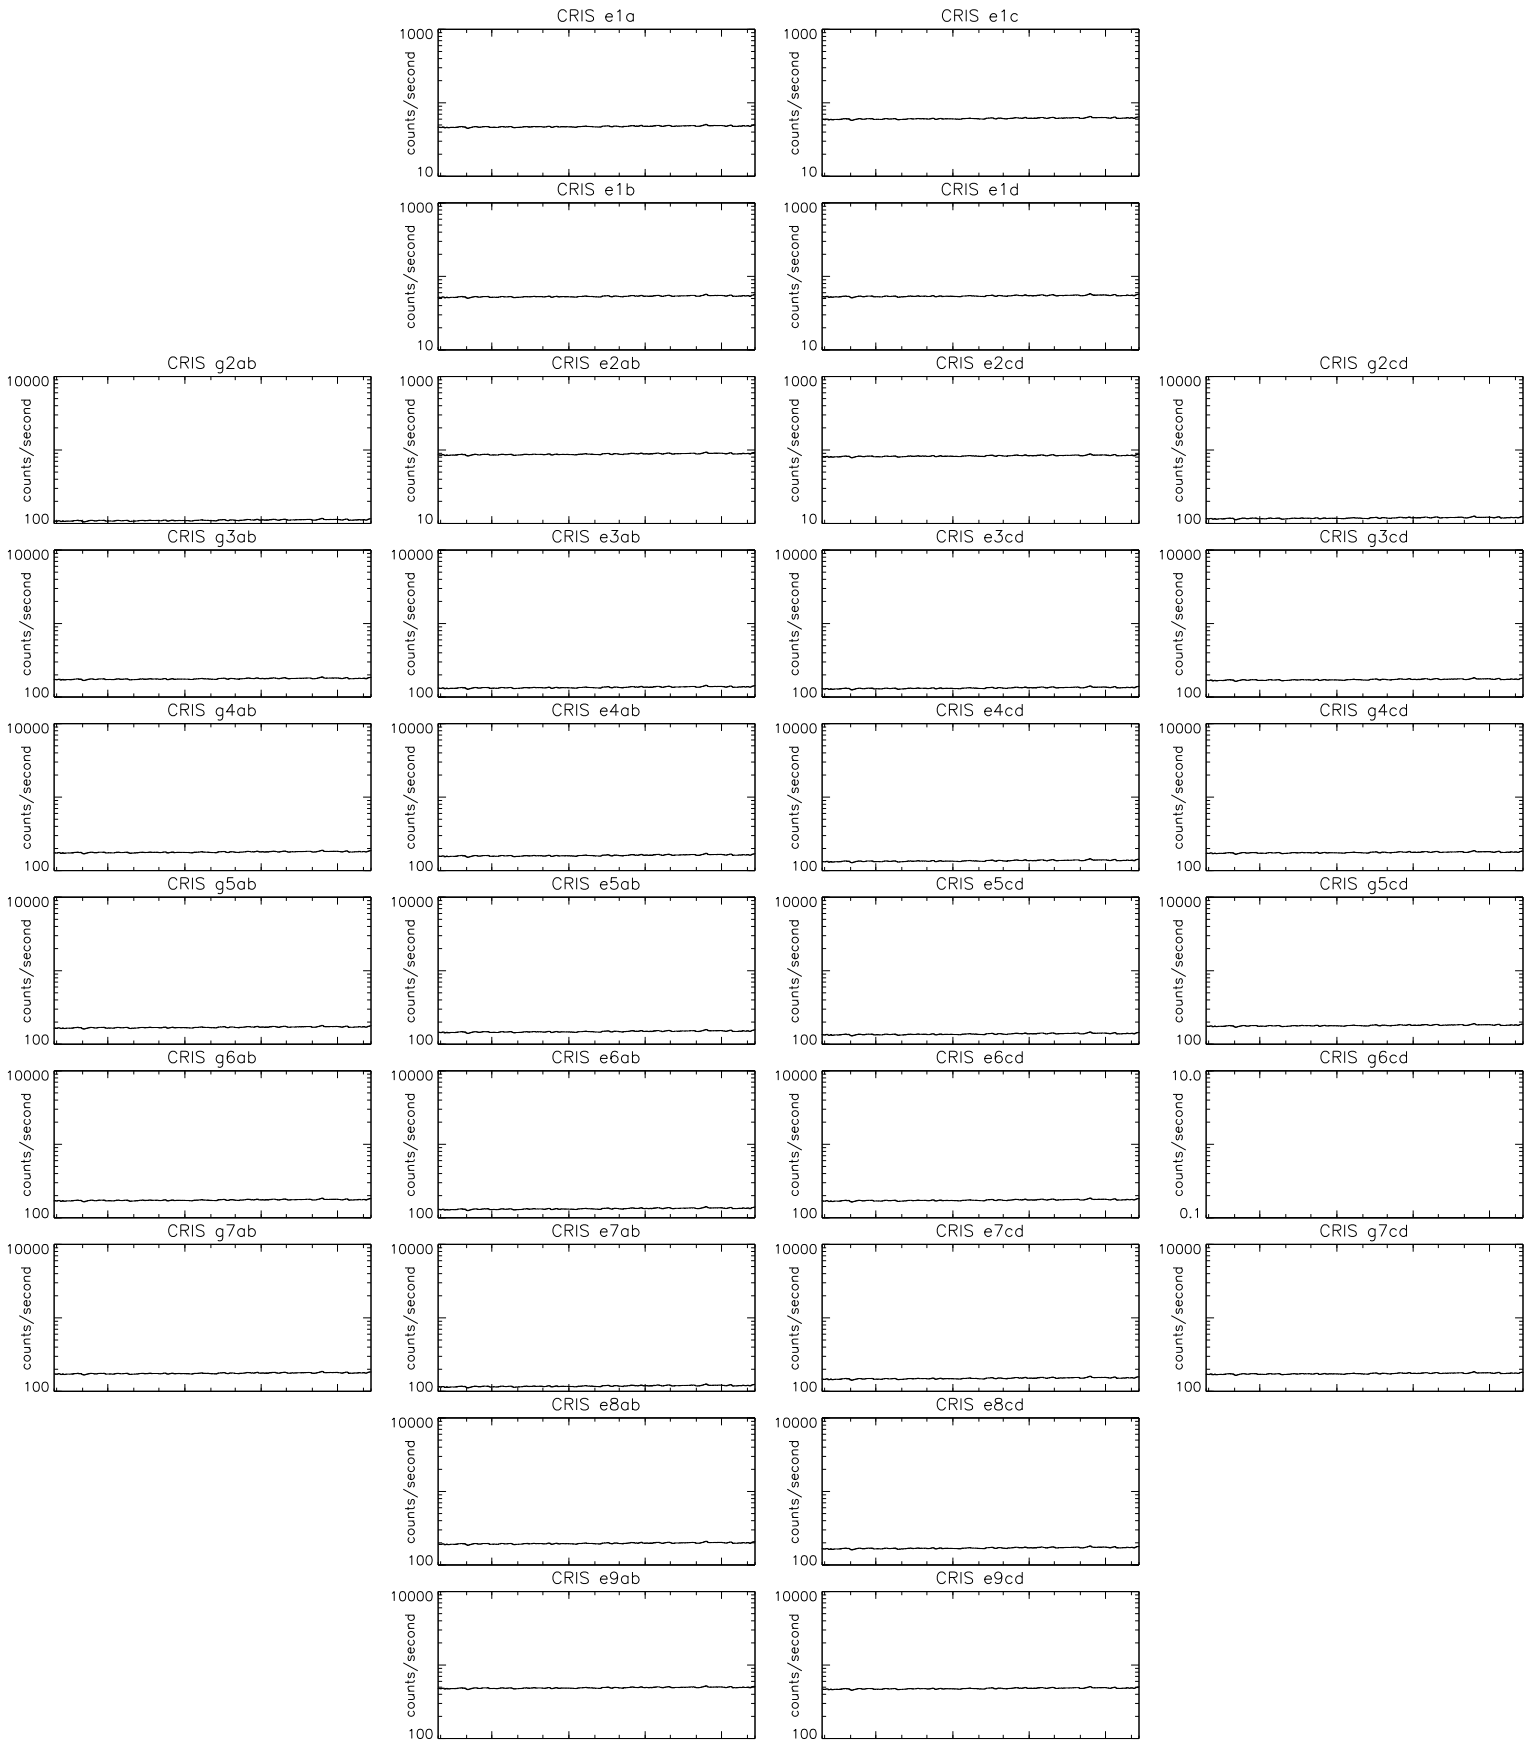 CRIS e1a
CRIS e1c
1000
counts/second
10
1000
counts/second
10
CRIS e1b
CRIS e1d
1000
counts/second
10
1000
counts/second
10
CRIS g2ab
CRIS e2ab
CRIS e2cd
CRIS g2cd
10000
counts/second
100
1000
counts/second
10
1000
counts/second
10
10000
counts/second
100
CRIS g3ab
CRIS e3ab
CRIS e3cd
CRIS g3cd
10000
counts/second
100
10000
counts/second
100
10000
counts/second
100
10000
counts/second
100
CRIS g4ab
CRIS e4ab
CRIS e4cd
CRIS g4cd
10000
counts/second
100
10000
counts/second
100
10000
counts/second
100
10000
counts/second
100
CRIS g5ab
CRIS e5ab
CRIS e5cd
CRIS g5cd
10000
counts/second
100
10000
counts/second
100
10000
counts/second
100
10000
counts/second
100
CRIS g6ab
CRIS e6ab
CRIS e6cd
CRIS g6cd
10000
counts/second
100
10000
counts/second
100
10000
counts/second
100
10.0
counts/second
0.1
CRIS g7ab
CRIS e7ab
CRIS e7cd
CRIS g7cd
10000
counts/second
100
10000
counts/second
100
10000
counts/second
100
10000
counts/second
100
CRIS e8ab
CRIS e8cd
10000
counts/second
100
10000
counts/second
100
CRIS e9ab
CRIS e9cd
10000
counts/second
100
10000
counts/second
100